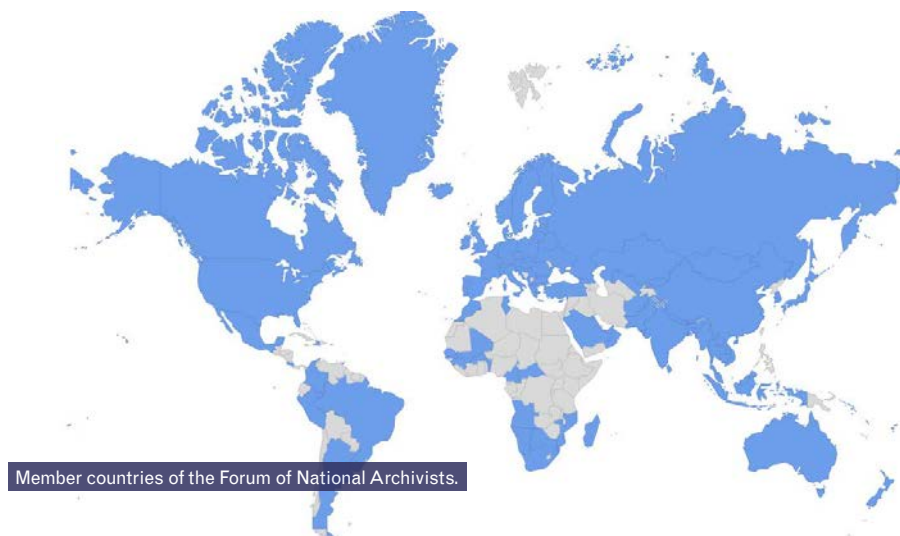 Member countries of the Forum of National Archivists.